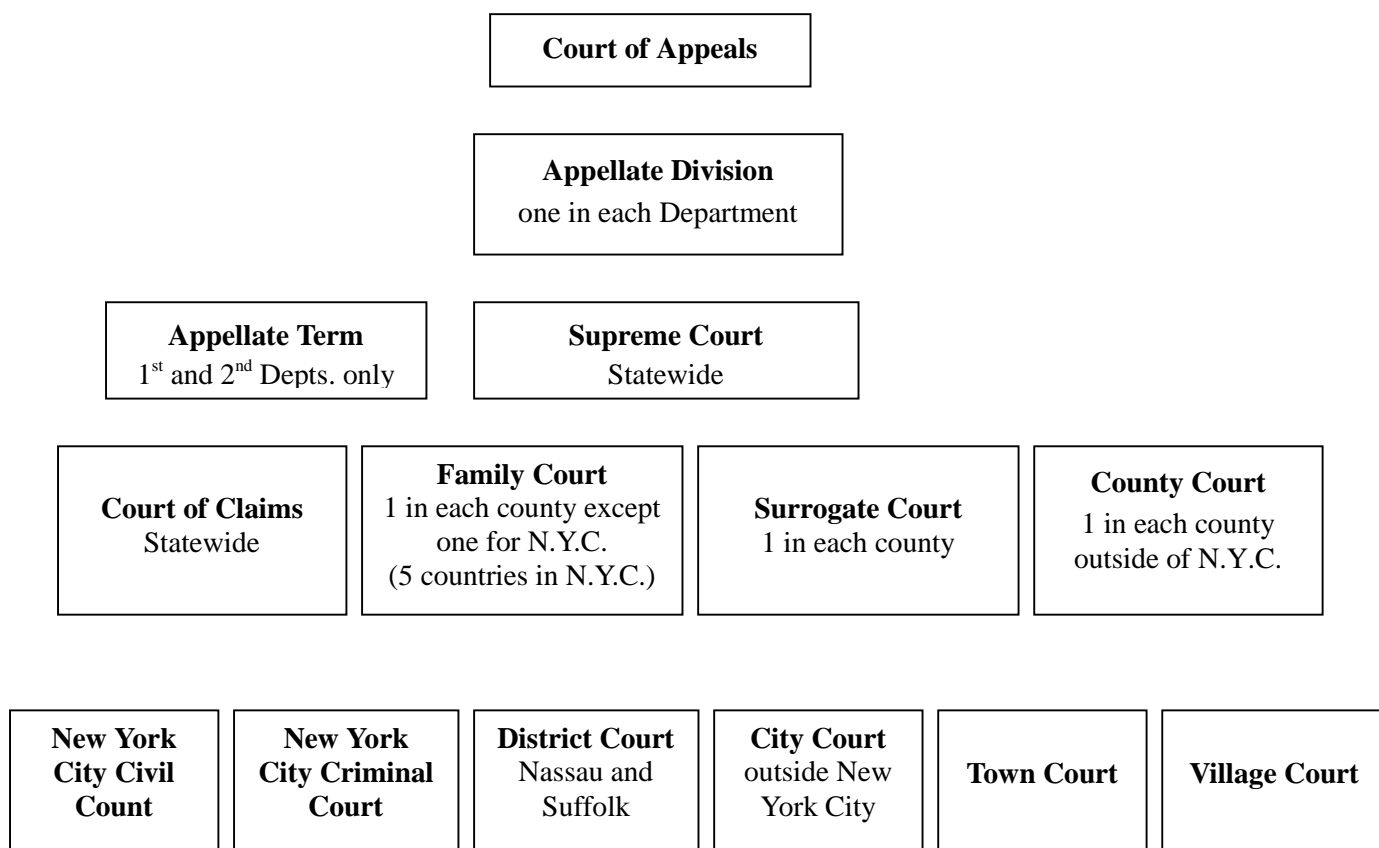 Court of Appeals
Appellate Division
one in each Department
Appellate Term
1st and 2nd Depts. only
Supreme Court
Statewide
Court of Claims
Statewide
Family Court
1 in each county except
one for N.Y.C.
(5 countries in N.Y.C.)
Surrogate Court
1 in each county
County Court
1 in each county
outside of N.Y.C.
New York
City Civil
Count
New York
City Criminal
Court
District Court
Nassau and
Suffolk
City Court
outside New
York City
Town Court
Village Court